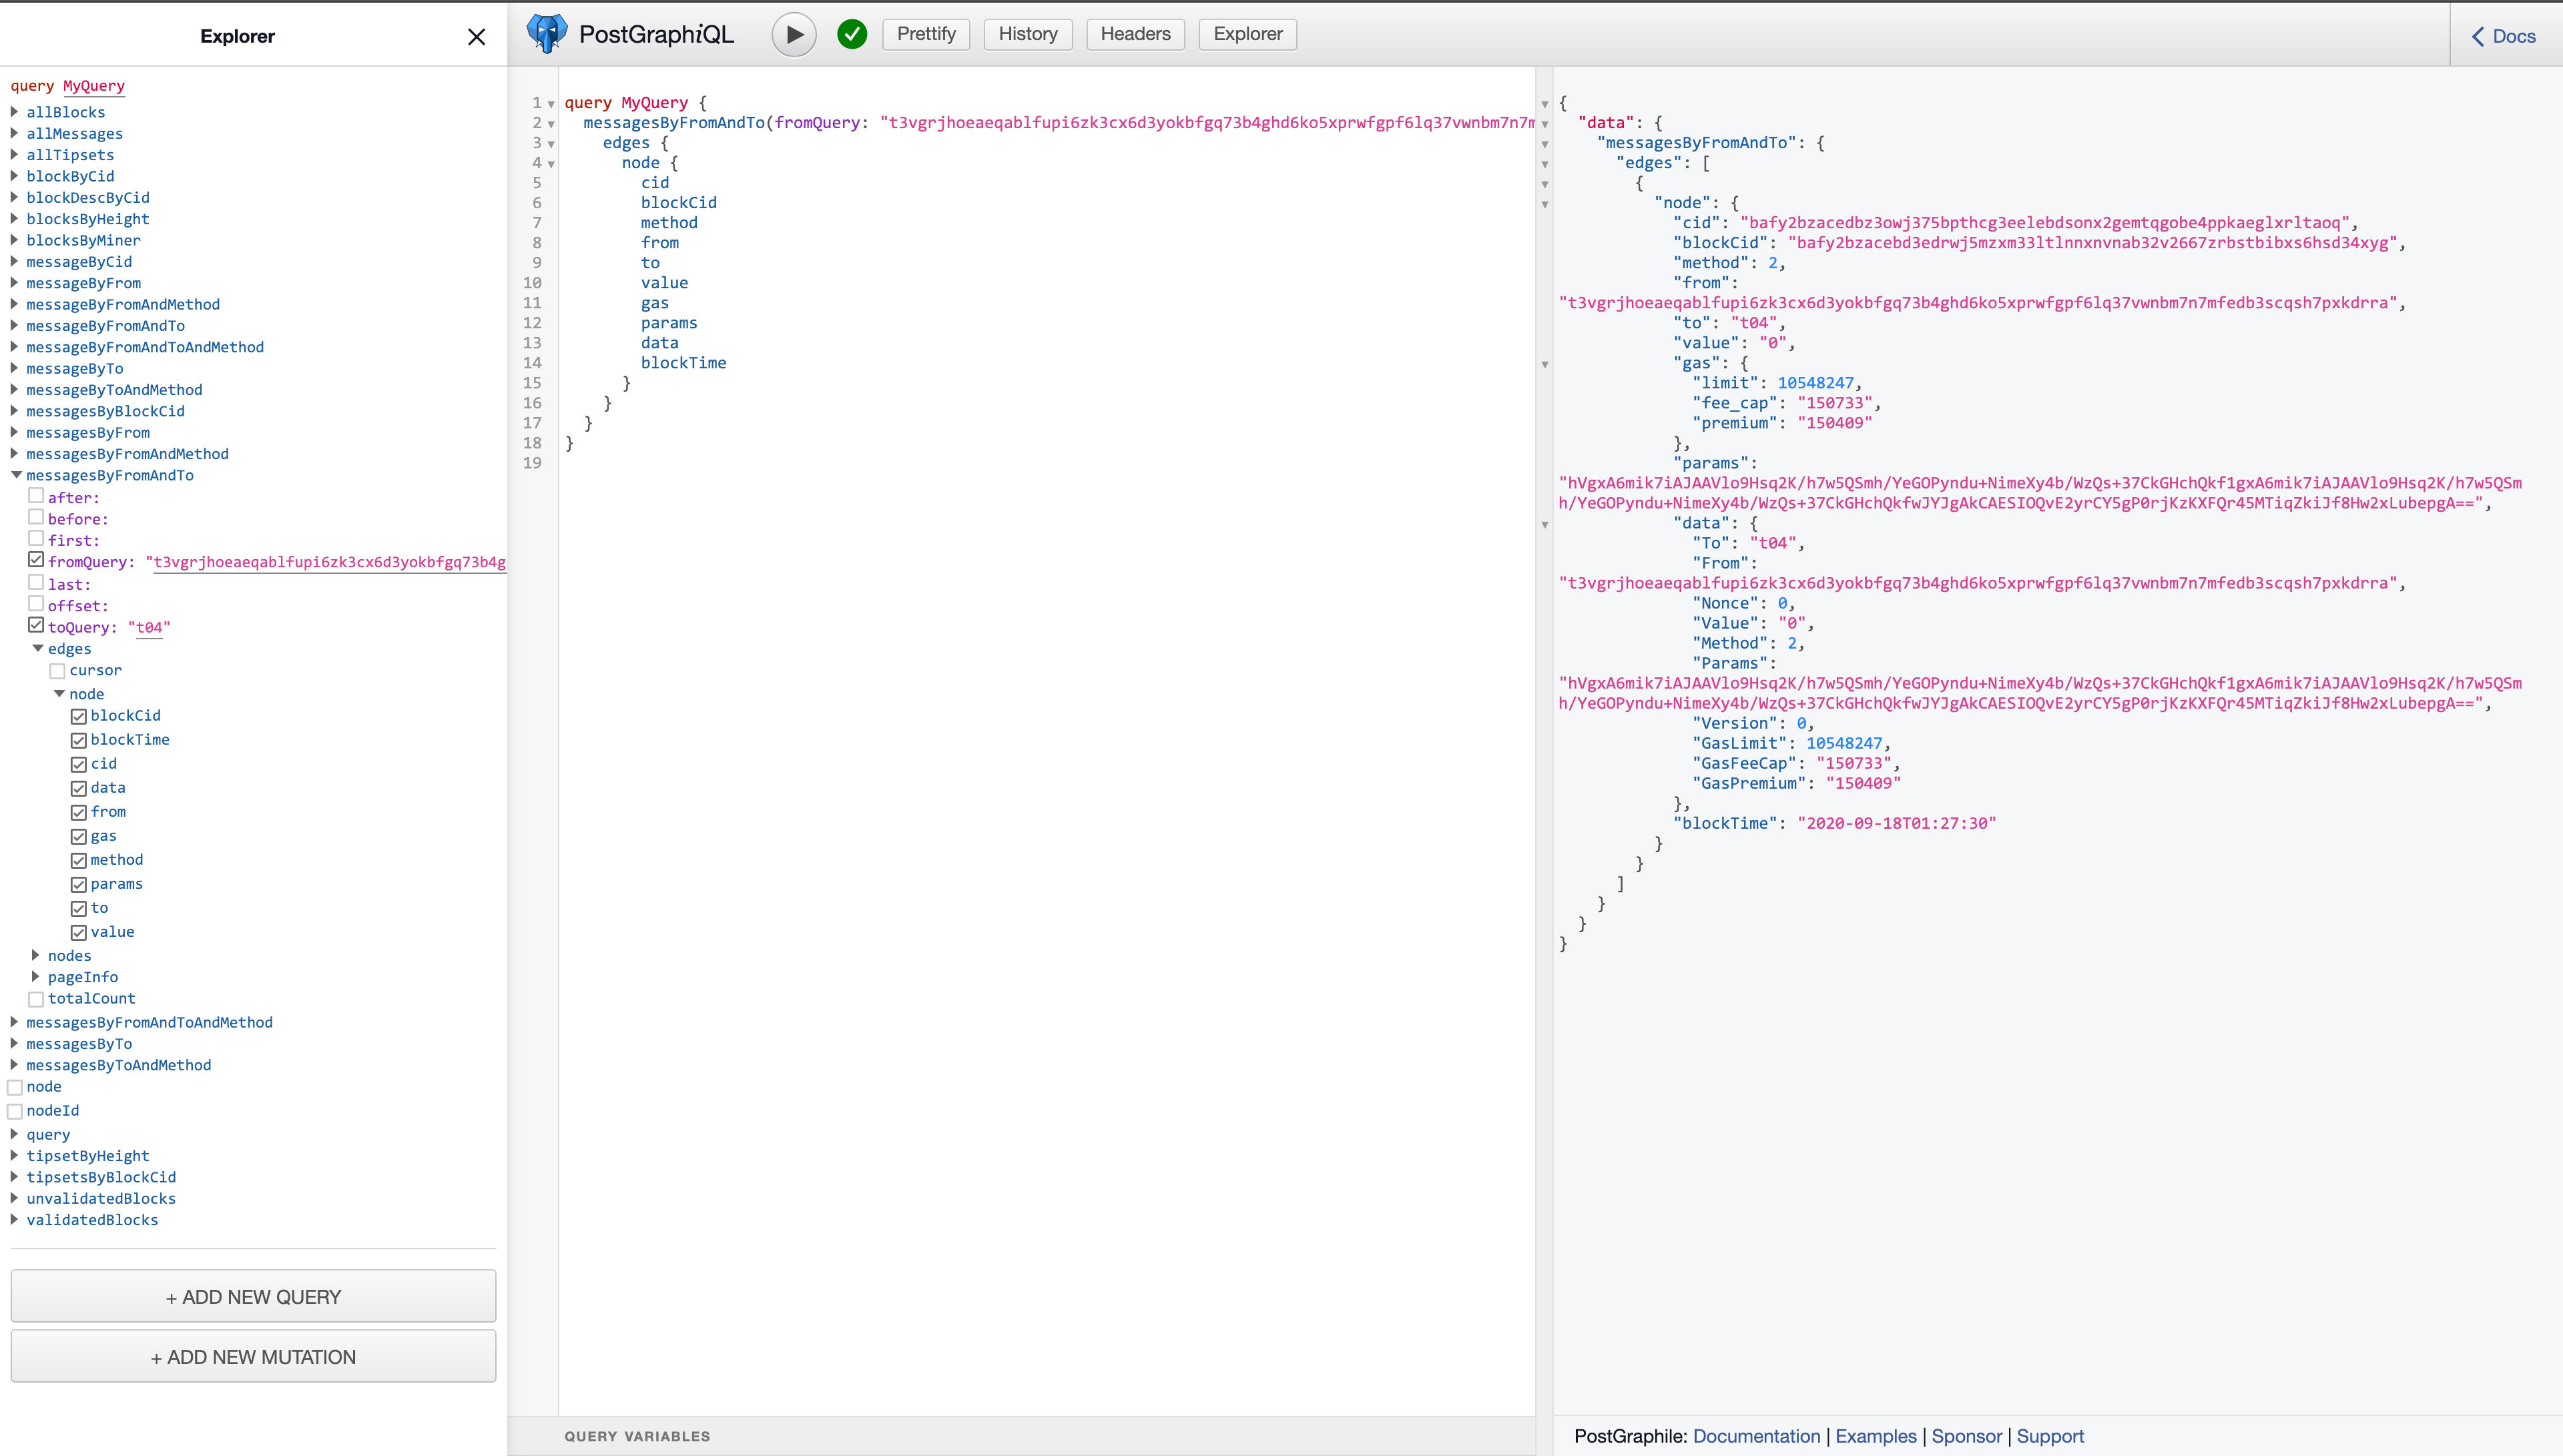 Explorer
query MyQuery
allBlocks
allMessages
allTipsets
blockByCid
blockDescByCid
blocksByHeight
blocksByMiner
messageByCid
messageByFrom
messageByFromAndMethod
messageByFromAndTo
messageByFromAndToAndMethod
messageByTo
messageByToAndMethod
messagesByBlockCid
messagesByFrom
messagesByFromAndMethod
messagesByFromAndTo
after:
before:
first:
fromQuery: "t3vgrjhoeaeqablfupi6zk3cx6d3yokbfgq73b4g
last:
offset:
toQuery: "t04"
edges
cursor
node
blockCid
blockTime
cid
data
from
gas
method
params
to
value
nodes
pageInfo
totalCount
messagesByFromAndToAndMethod
messagesByTo
messagesByToAndMethod
node
nodeId
query
tipsetByHeight
tipsetsByBlockCid
unvalidatedBlocks
validatedBlocks
+ ADD NEW QUERY
+ ADD NEW MUTATION
PostGraphiQL
Prettify
History
Headers
Explorer
Docs
1 query MyQuery {
2 messagesByFromAndTo(fromQuery: "t3vgrjhoeaeqablfupi6zk3cx6d3yokbfgq73b4ghd6ko5xprwfgpf6lq37vwnbm7n7m
3 edges {
4 node {
5 cid
6 blockCid
7 method
8 from
9 to
10 value
11 gas
12 params
13 data
14 blockTime
15 }
16 }
17 }
18 }
19
QUERY VARIABLES
{
"data": {
"messagesByFromAndTo": {
"edges": [
{
"node": {
"cid": "bafy2bzacedbz3owj375bpthcg3eelebdsonx2gemtqgobe4ppkaeglxrltaoq",
"blockCid": "bafy2bzacebd3edrwj5mzxm33ltlnnxnvnab32v2667zrbstbibxs6hsd34xyg",
"method": 2,
"from":
"t3vgrjhoeaeqablfupi6zk3cx6d3yokbfgq73b4ghd6ko5xprwfgpf6lq37vwnbm7n7mfedb3scqsh7pxkdrra",
"to": "t04",
"value": "0",
"gas": {
"limit": 10548247,
"fee_cap": "150733",
"premium": "150409"
},
"params":
"hVgxA6mik7iAJAAVlo9Hsq2K/h7w5QSmh/YeGOPyndu+NimeXy4b/WzQs+37CkGHchQkf1gxA6mik7iAJAAVlo9Hsq2K/h7w5QSm
h/YeGOPyndu+NimeXy4b/WzQs+37CkGHchQkfwJYJgAkCAESIOQvE2yrCY5gP0rjKzKXFQr45MTiqZkiJf8Hw2xLubepgA==",
"data": {
"To": "t04",
"From":
"t3vgrjhoeaeqablfupi6zk3cx6d3yokbfgq73b4ghd6ko5xprwfgpf6lq37vwnbm7n7mfedb3scqsh7pxkdrra",
"Nonce": 0,
"Value": "0",
"Method": 2,
"Params":
"hVgxA6mik7iAJAAVlo9Hsq2K/h7w5QSmh/YeGOPyndu+NimeXy4b/WzQs+37CkGHchQkf1gxA6mik7iAJAAVlo9Hsq2K/h7w5QSm
h/YeGOPyndu+NimeXy4b/WzQs+37CkGHchQkfwJYJgAkCAESIOQvE2yrCY5gP0rjKzKXFQr45MTiqZkiJf8Hw2xLubepgA==",
"Version": 0,
"GasLimit": 10548247,
"GasFeeCap": "150733",
"GasPremium": "150409"
},
"blockTime": "2020-09-18T01:27:30"
}
}
]
}
}
}
PostGraphile: Documentation | Examples | Sponsor | Support